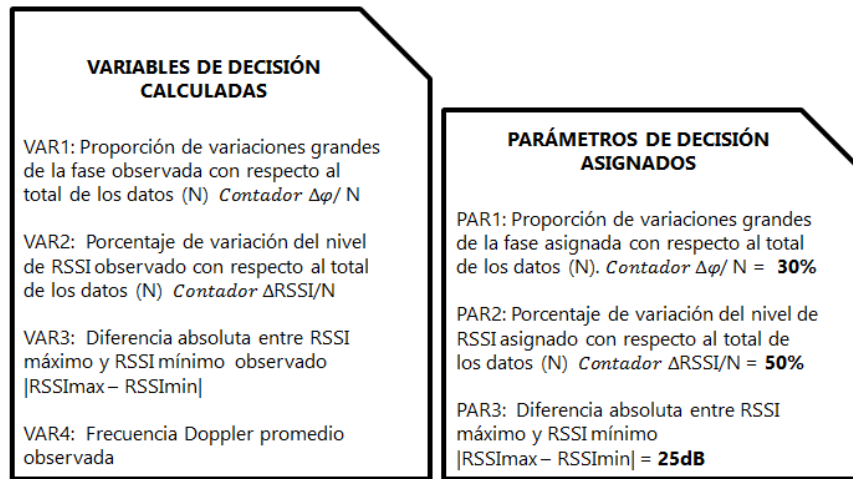 VARIABLES DE DECISIÓN
CALCULADAS
VAR1: Proporción de variaciones grandes
de la fase observada con respecto al
total de los datos (N) Contador Δφ/ N
VAR2: Porcentaje de variación del nivel
de RSSI observado con respecto al total
de los datos (N) Contador ΔRSSI/N
VAR3: Diferencia absoluta entre RSSI
máximo y RSSI mínimo observado
|RSSImax – RSSImin|
VAR4: Frecuencia Doppler promedio
observada
PARÁMETROS DE DECISIÓN
ASIGNADOS
PAR1: Proporción de variaciones grandes
de la fase asignada con respecto al total
de los datos (N). Contador Δφ/ N = 30%
PAR2: Porcentaje de variación del nivel de
RSSI asignado con respecto al total de
los datos (N) Contador ΔRSSI/N = 50%
PAR3: Diferencia absoluta entre RSSI
máximo y RSSI mínimo
|RSSImax – RSSImin| = 25dB